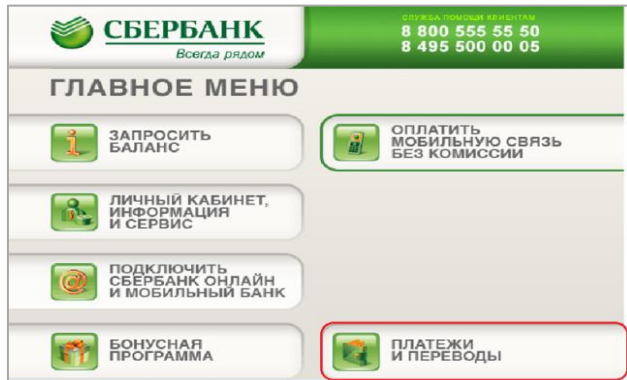 СБЕРБАНК
Всегда рядом
СЛУЖБА ПОМОЩИ КЛИЕНТАМ
8 800 555 55 50
8 495 500 00 05
ГЛАВНОЕ МЕНЮ
ЗАПРОСИТЬ
БАЛАНС
ОПЛАТИТЬ
МОБИЛЬНУЮ СВЯЗЬ
БЕЗ КОМИССИИ
ЛИЧНЫЙ КАБИНЕТ,
ИНФОРМАЦИЯ
И СЕРВИС
ПОДКЛЮЧИТЬ
СБЕРБАНК ОНЛАЙН
И МОБИЛЬНЫЙ БАНК
БОНУСНАЯ
ПРОГРАММА
ПЛАТЕЖИ
И ПЕРЕВОДЫ